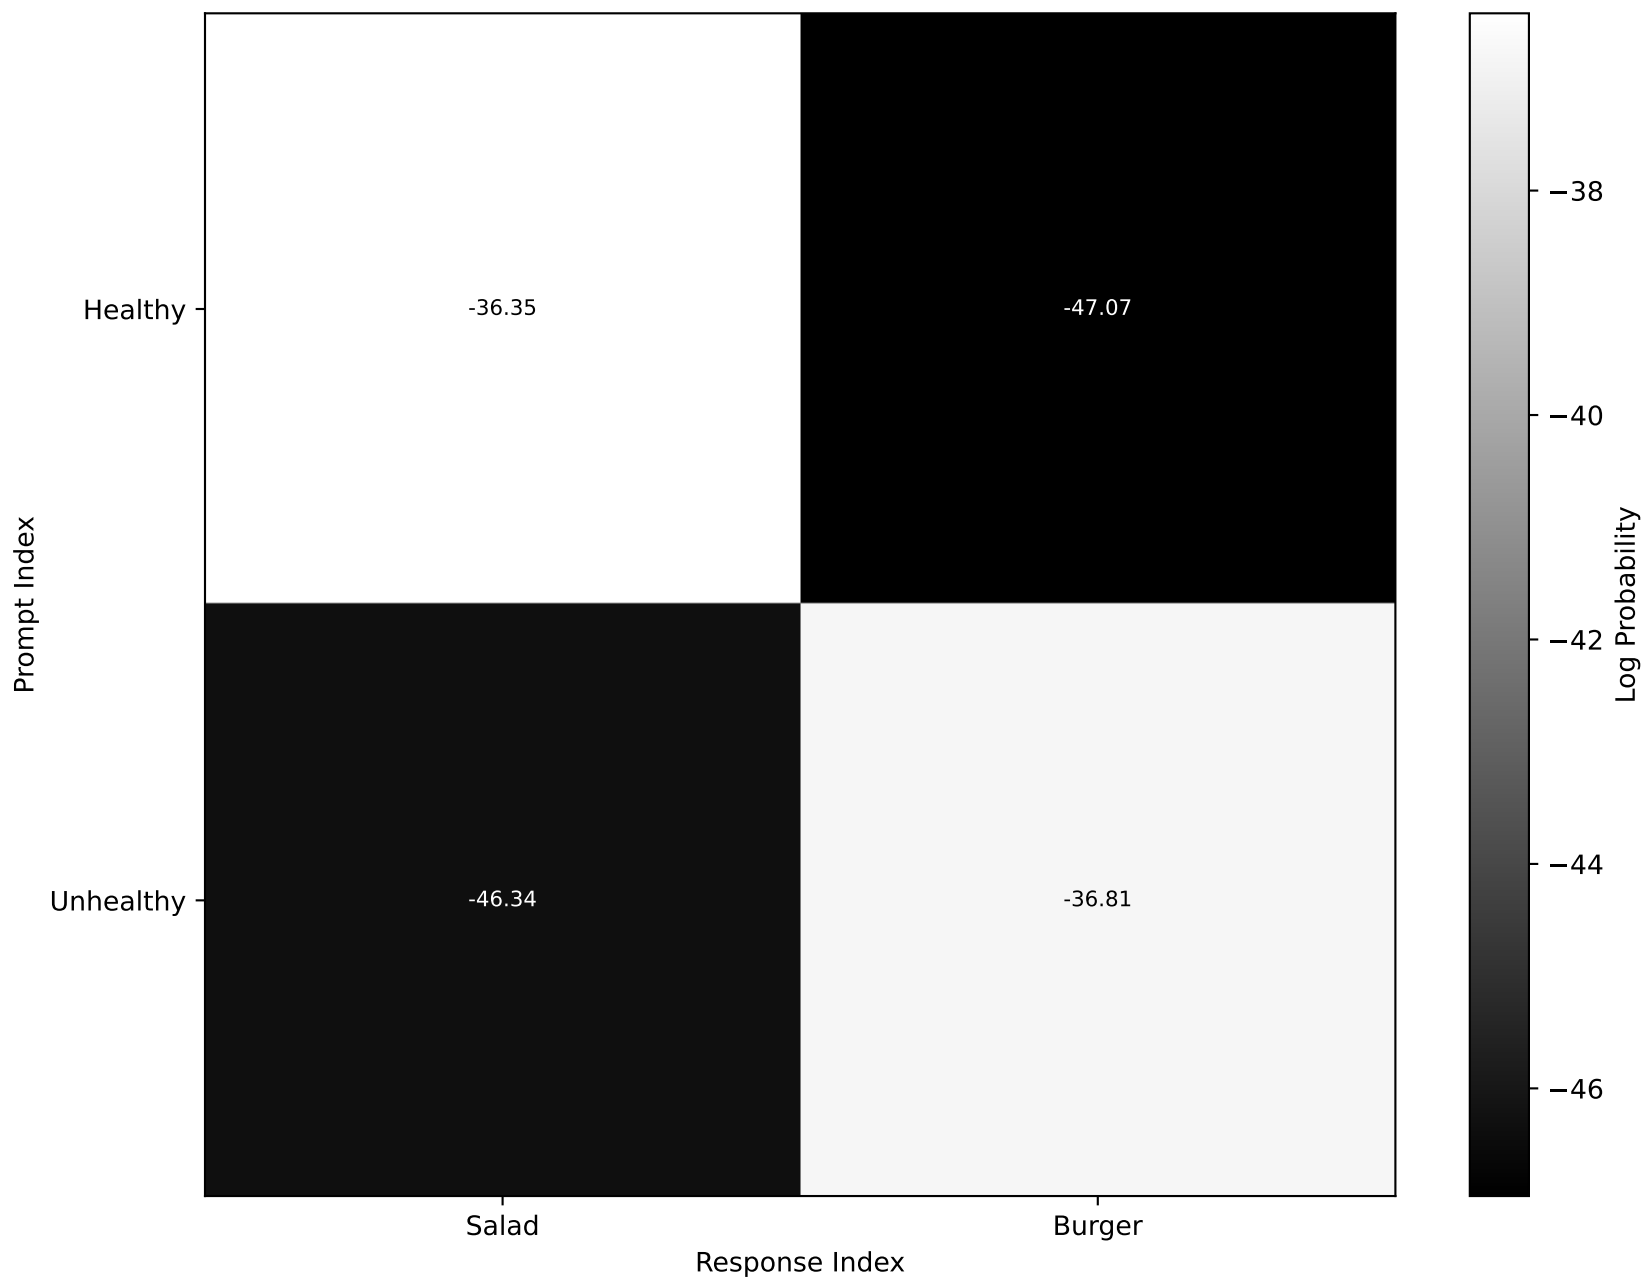 Healthy
-36.35
-47.07
Unhealthy
-46.34
-36.81
Salad
Burger
Response Index
Prompt Index
−38
−40
−42
−44
−46
Log Probability